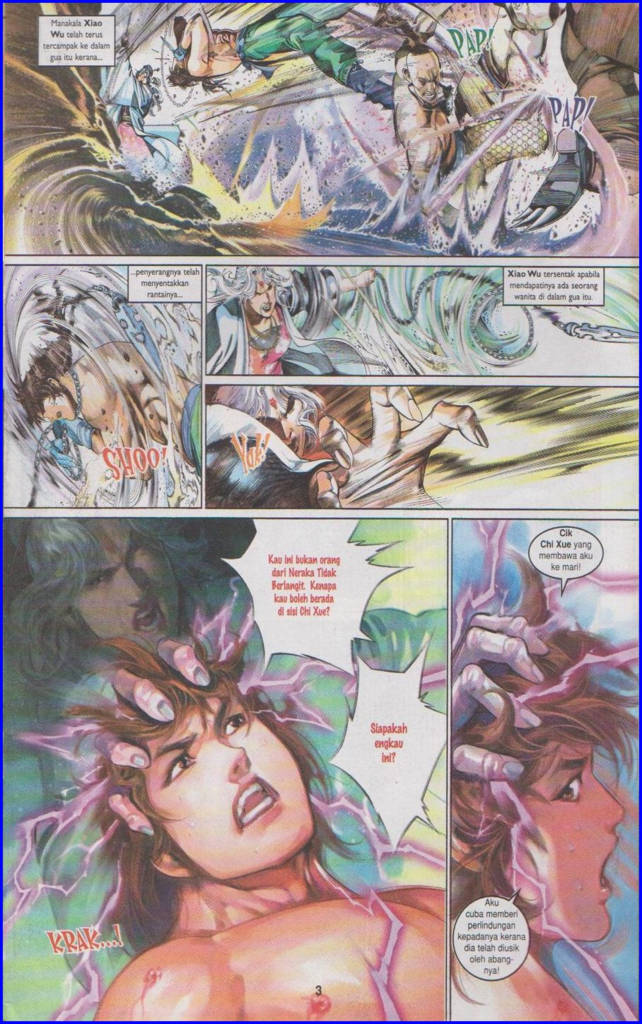 Manakala Xiao
Wu telah terus
tercampak ke dalam
gua itu kerana...
PAP!
PAP!
...penyerangnya telah
menyentakkan
rantainya...
SHOO!
Xiao Wu tersentak apabila
mendapatinya ada seorang
wanita di dalam gua itu.
Kau ini bukan orang
dari Neraka Tidak
Berlangit. Kenapa
kau boleh berada
di sisi Chi Xue?
Siapakah
engkau
ini?
KRAK...!
Cik
Chi Xue yang
membawa aku
ke mari!
Aku
cuba memberi
perlindungan
kepadanya kerana
dia telah diusik
oleh abang-
nya!
3